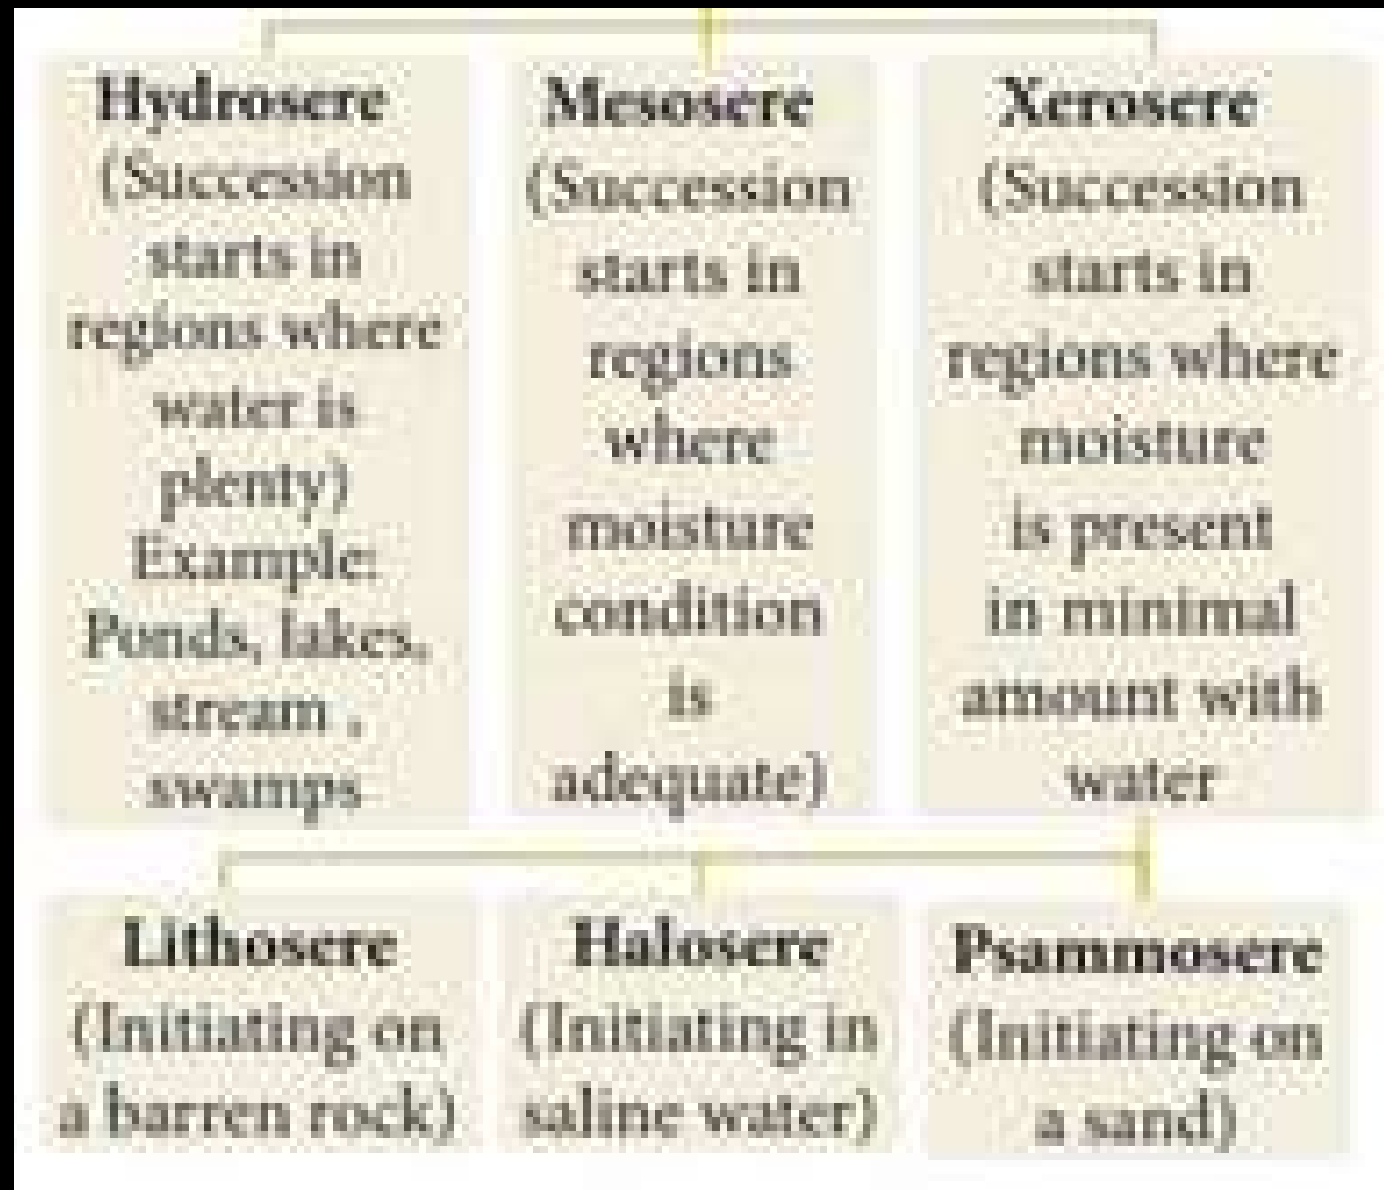 Hydrosere
(Succession
starts in
regions where
water is
plenty)
Example:
Ponds, lakes,
stream ,
swamps
Mesosere
(Succession
starts in
regions
where
moisture
condition
is
adequate)
Xerosere
(Succession
starts in
regions where
moisture
is present
in minimal
amount with
water
Lithosere
(Initiating on
a barren rock)
Halosere
(Initiating in
saline water)
Psammosere
(Initiating on
a sand)